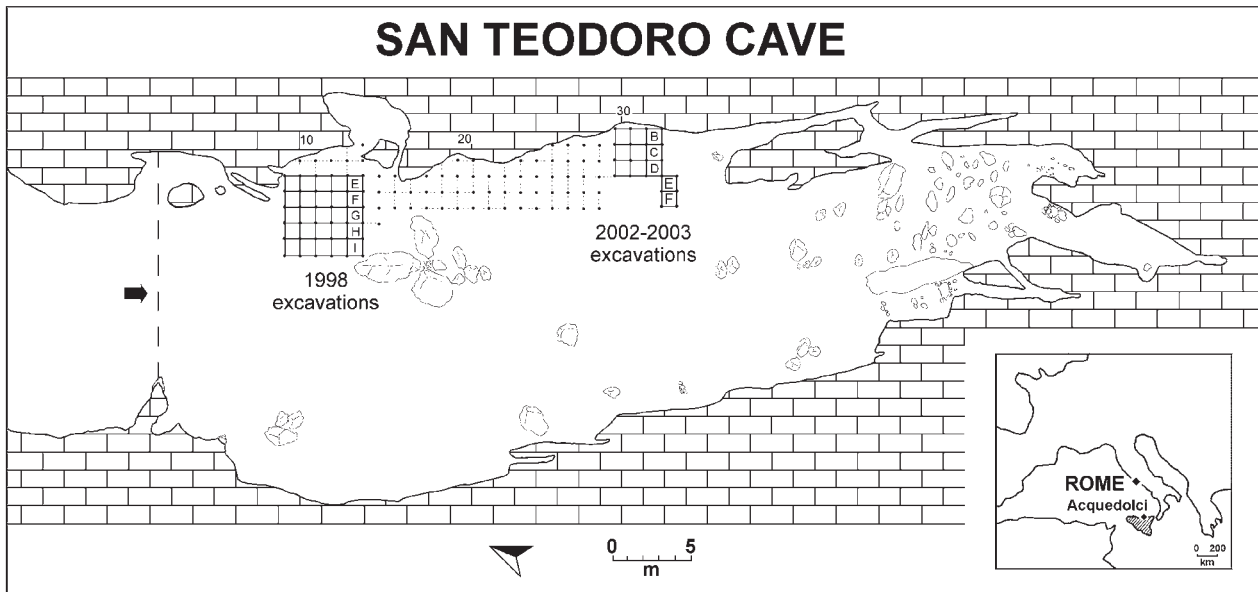 SAN TEODORO CAVE
10
20
30
B
C
D
E
F
E
F
G
H
I
1998
excavations
2002-2003
excavations
0 5
m
ROME
Acquedolci
0 200
km